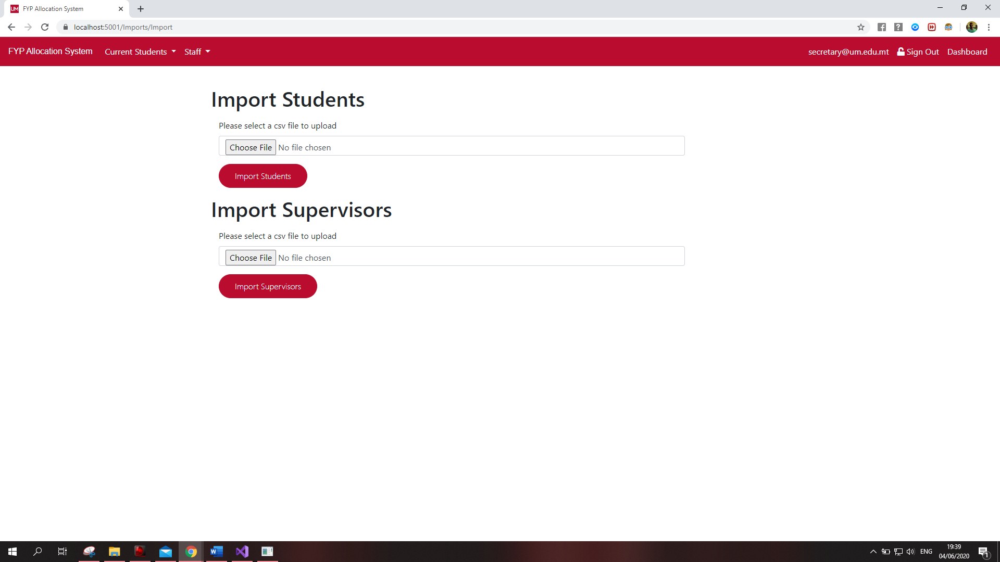 UM FYP Allocation System
localhost:5001/Imports/Import
FYP Allocation System Current Students Staff secretary@um.edu.mt Sign Out Dashboard
Import Students
Please select a csv file to upload
Choose File No file chosen
Import Students
Import Supervisors
Please select a csv file to upload
Choose File No file chosen
Import Supervisors
ENG
19:39
04/06/2020
1